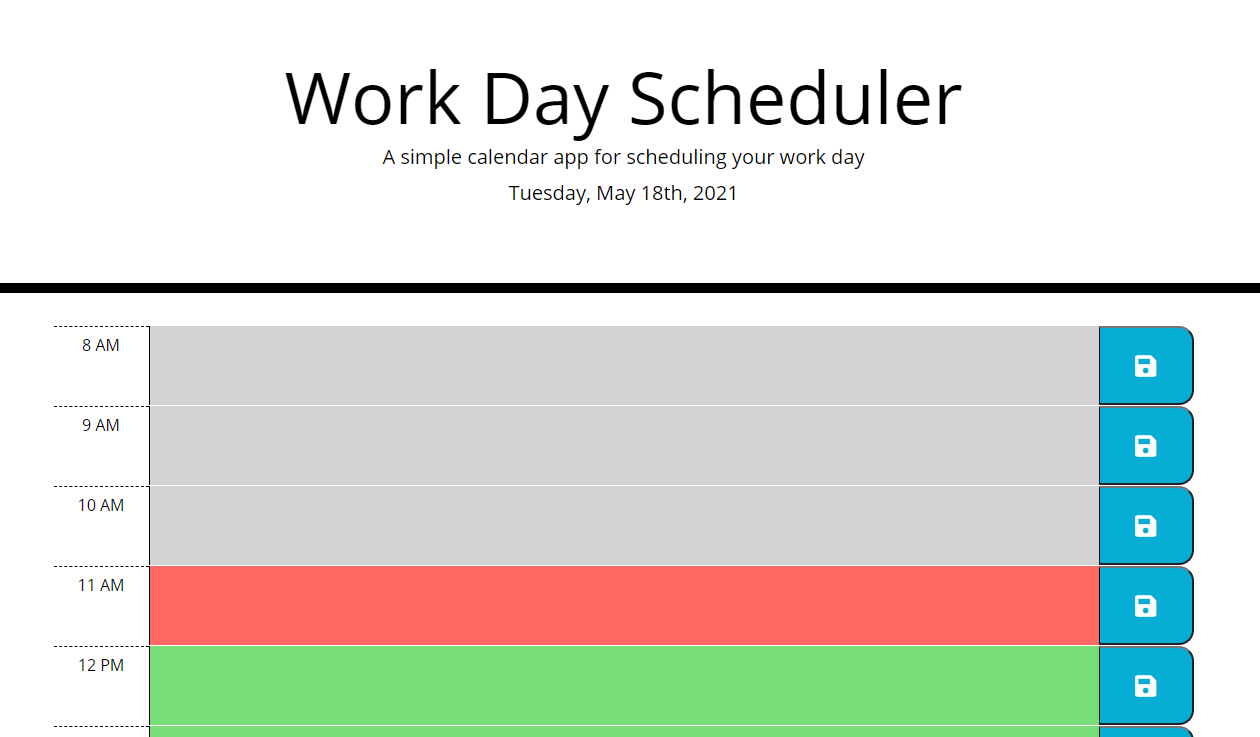 Work Day Scheduler
A simple calendar app for scheduling your work day
Tuesday, May 18th, 2021
8 AM
9 AM
10 AM
11 AM
12 PM